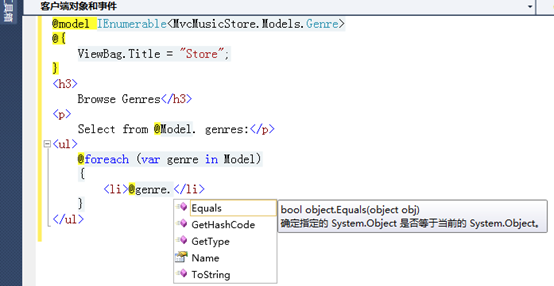 工具箱
客户端对象和事件
@model IEnumerable<MvcMusicStore.Models.Genre>
@{
ViewBag.Title = "Store";
}
<h3>
Browse Genres</h3>
<p>
Select from @Model. genres:</p>
<ul>
@foreach (var genre in Model)
{
<li>@genre.</li>
}
</ul>
Equals
GetHashCode
GetType
Name
ToString
bool object.Equals(object obj)
确定指定的 System.Object 是否等于当前的 System.Object。